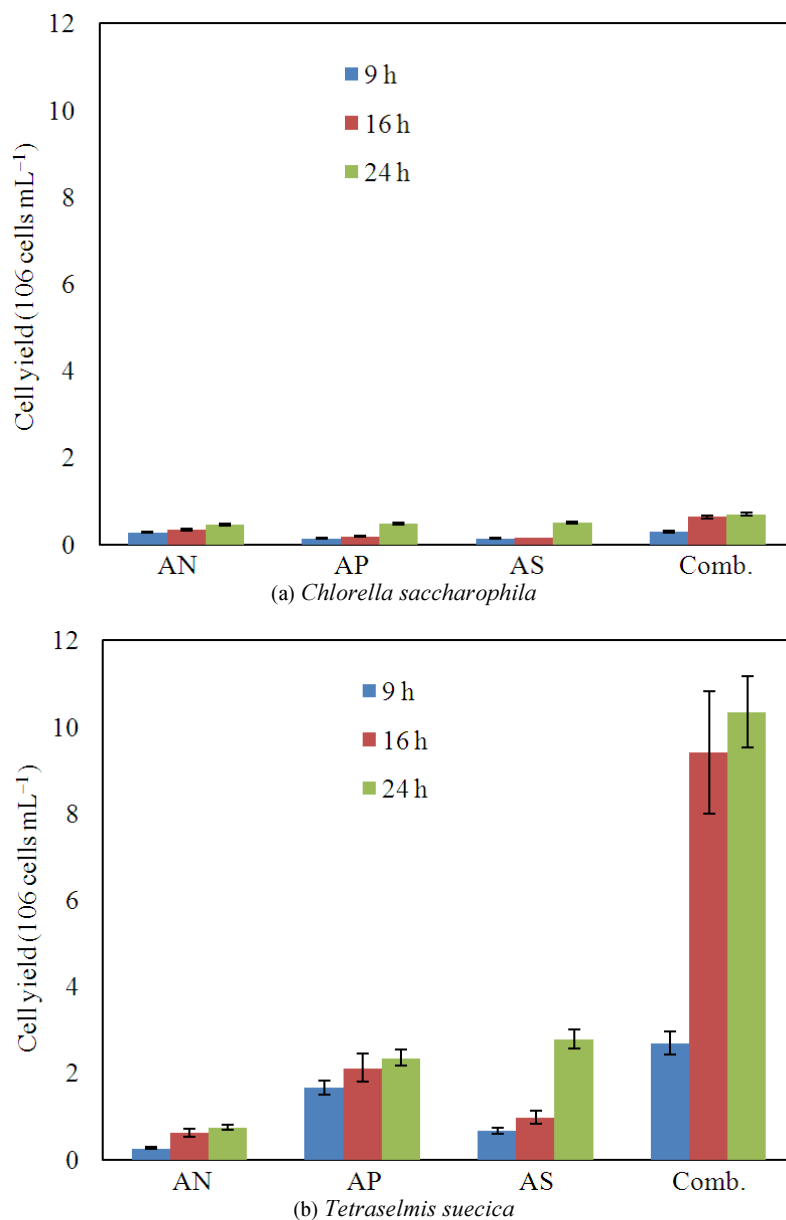 12
10
8
6
4
2
0
Cell yield (106 cells mL⁻¹)
9 h
16 h
24 h
AN AP AS Comb.
(a) Chlorella saccharophila
12
10
8
6
4
2
0
Cell yield (106 cells mL⁻¹)
9 h
16 h
24 h
AN AP AS Comb.
(b) Tetraselmis suecica